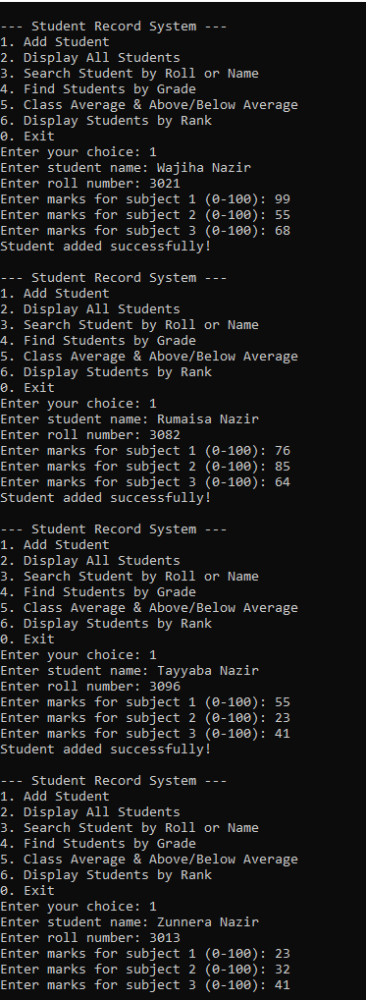 --- Student Record System ---
1. Add Student
2. Display All Students
3. Search Student by Roll or Name
4. Find Students by Grade
5. Class Average & Above/Below Average
6. Display Students by Rank
0. Exit
Enter your choice: 1
Enter student name: Wajiha Nazir
Enter roll number: 3021
Enter marks for subject 1 (0-100): 99
Enter marks for subject 2 (0-100): 55
Enter marks for subject 3 (0-100): 68
Student added successfully!
--- Student Record System ---
1. Add Student
2. Display All Students
3. Search Student by Roll or Name
4. Find Students by Grade
5. Class Average & Above/Below Average
6. Display Students by Rank
0. Exit
Enter your choice: 1
Enter student name: Rumaisa Nazir
Enter roll number: 3082
Enter marks for subject 1 (0-100): 76
Enter marks for subject 2 (0-100): 85
Enter marks for subject 3 (0-100): 64
Student added successfully!
--- Student Record System ---
1. Add Student
2. Display All Students
3. Search Student by Roll or Name
4. Find Students by Grade
5. Class Average & Above/Below Average
6. Display Students by Rank
0. Exit
Enter your choice: 1
Enter student name: Tayyaba Nazir
Enter roll number: 3096
Enter marks for subject 1 (0-100): 55
Enter marks for subject 2 (0-100): 23
Enter marks for subject 3 (0-100): 41
Student added successfully!
--- Student Record System ---
1. Add Student
2. Display All Students
3. Search Student by Roll or Name
4. Find Students by Grade
5. Class Average & Above/Below Average
6. Display Students by Rank
0. Exit
Enter your choice: 1
Enter student name: Zunnera Nazir
Enter roll number: 3013
Enter marks for subject 1 (0-100): 23
Enter marks for subject 2 (0-100): 32
Enter marks for subject 3 (0-100): 41